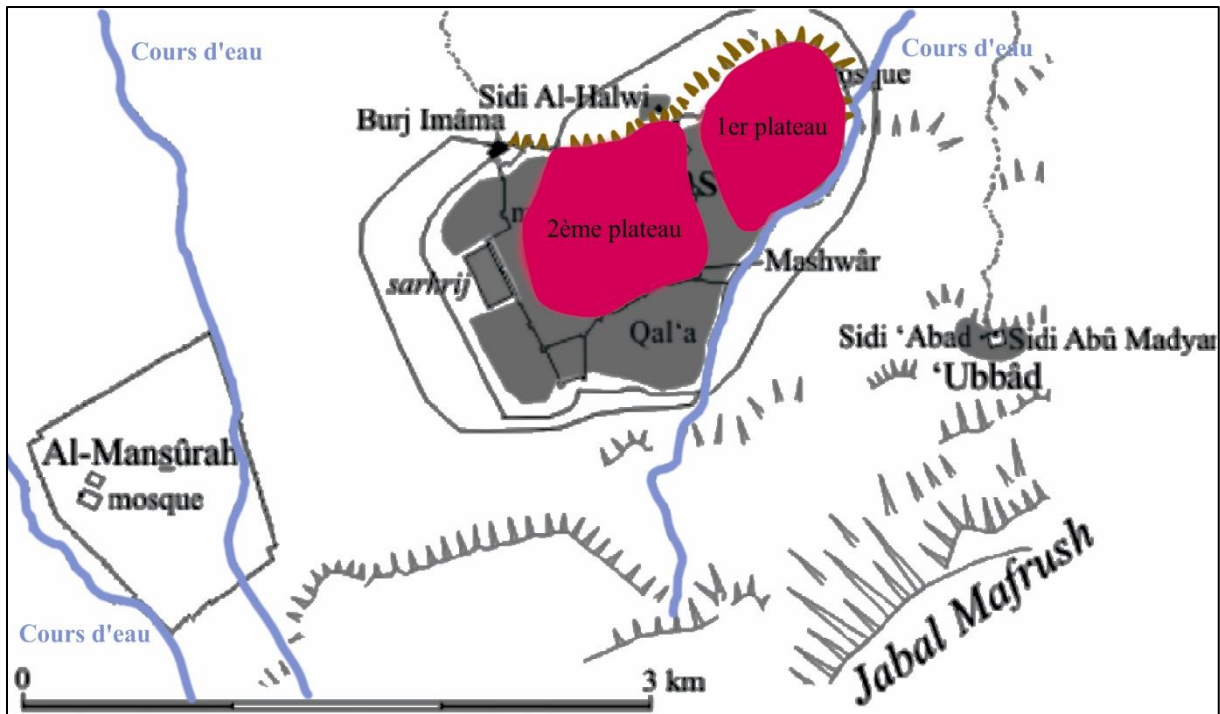 Cours d'eau
Cours d'eau
Sidi Al-Halwi
Burj Imâma
1er plateau
2ème plateau
Mashwâr
sarhrij
Qal‘a
Sidi ‘Abad
Sidi Abû Madyan
‘Ubbâd
Al-Mansûrah
mosque
Cours d'eau
Jabal Mafrush
0
3 km